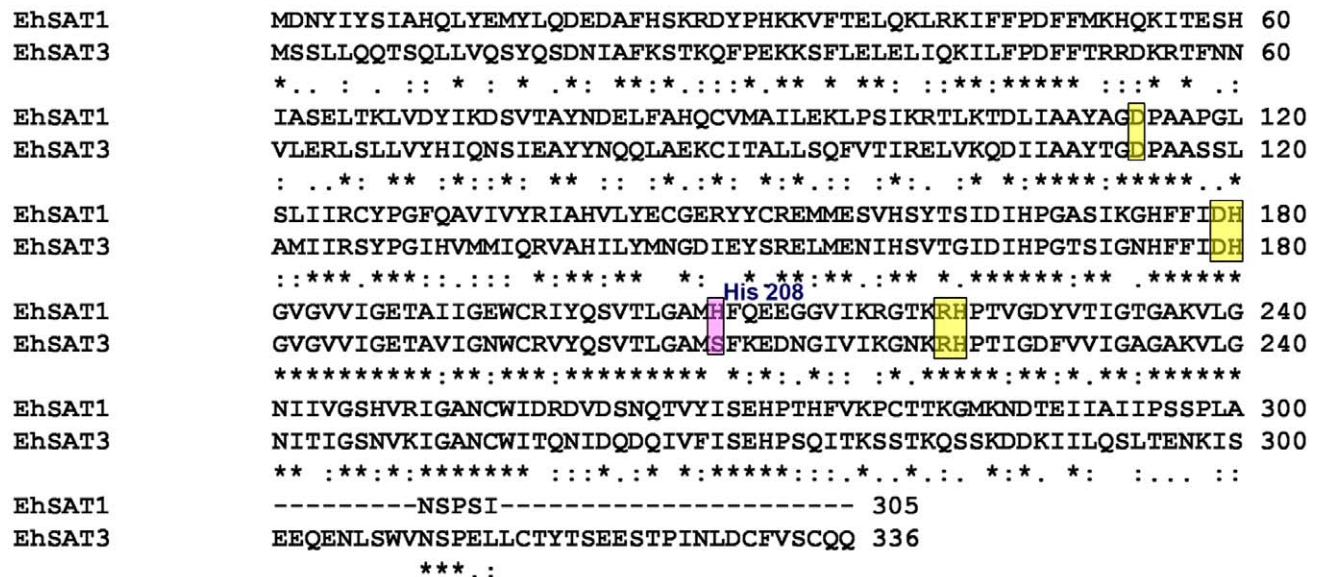 EhSAT1 MDNYIYSIAHQLYEMYLQDEDAFHSKRDYPHKKVFTELQKLRKIFFPDFFMKHQKITESH 60
EhSAT3 MSSLLQQTSQLLVQSYQSDNIAFKSTKQFPEKKSFLELELIQKILFPDFFTRRDKRTFNN 60
*.. : .: : * : * .*: **:*.:::*.** * **: ::**:***** :::* * .:
EhSAT1 IASELTKLVDYIKDSVTAYNDELFAHQCVMAILEKLPSIKRTLKTDLIAAYAGDPAAPGL 120
EhSAT3 VLERLSLLVYHIQNSIEAYYNQQLAEKCITALLSQFVTIRELVKQDIIAAYTGDPAASSL 120
: ..*: ** :*::*: ** :: :*.:*: *:*.:: :*:. :* *:****:*****..*
EhSAT1 SLIIRCYPGFQAVIVYRIAHVLYECGERYYCREMMESVHSYTSIDIHPGASIKGHFFIDH 180
EhSAT3 AMIIRSYPGIHVMMIQRVAHILYMNGDIEYSRELMENIHSVTGIDIHPGTSIGNHFFIDH 180
::***.***::.:::: *:**:** *: *.**:**.:** *.******:** .******
His 208
EhSAT1 GVGVVIGETAIIGEWCRIYQSVTLGAMHFQEEGGVIKRGTKRHPTVGDYVTIGTGAKVLG 240
EhSAT3 GVGVVIGETAVIGNWCRVYQSVTLGAMSFKEDNGIVIKGNKRHPTIGDFVVIGAGAKVLG 240
**********:**:***:********* *:*:.*:: :*.*****:**:*.**:******
EhSAT1 NIIVGSHVRIGANCWIDRDVDSNQTVYISEHPTHFVKPCTTKGMKNDTEIIAIIPSSPLA 300
EhSAT3 NITIGSNVKIGANCWITQNIDQDQIVFISEHPSQITKSSTKQSSKDDKIILQSLTENKIS 300
** :**:*:******* :::*.:* *:*****:::.*..*.:. *:*. *: :... ::
EhSAT1 ---------NSPSI---------------------- 305
EhSAT3 EEQENLSWVNSPELLCTYTSEESTPINLDCFVSCQQ 336
***.: